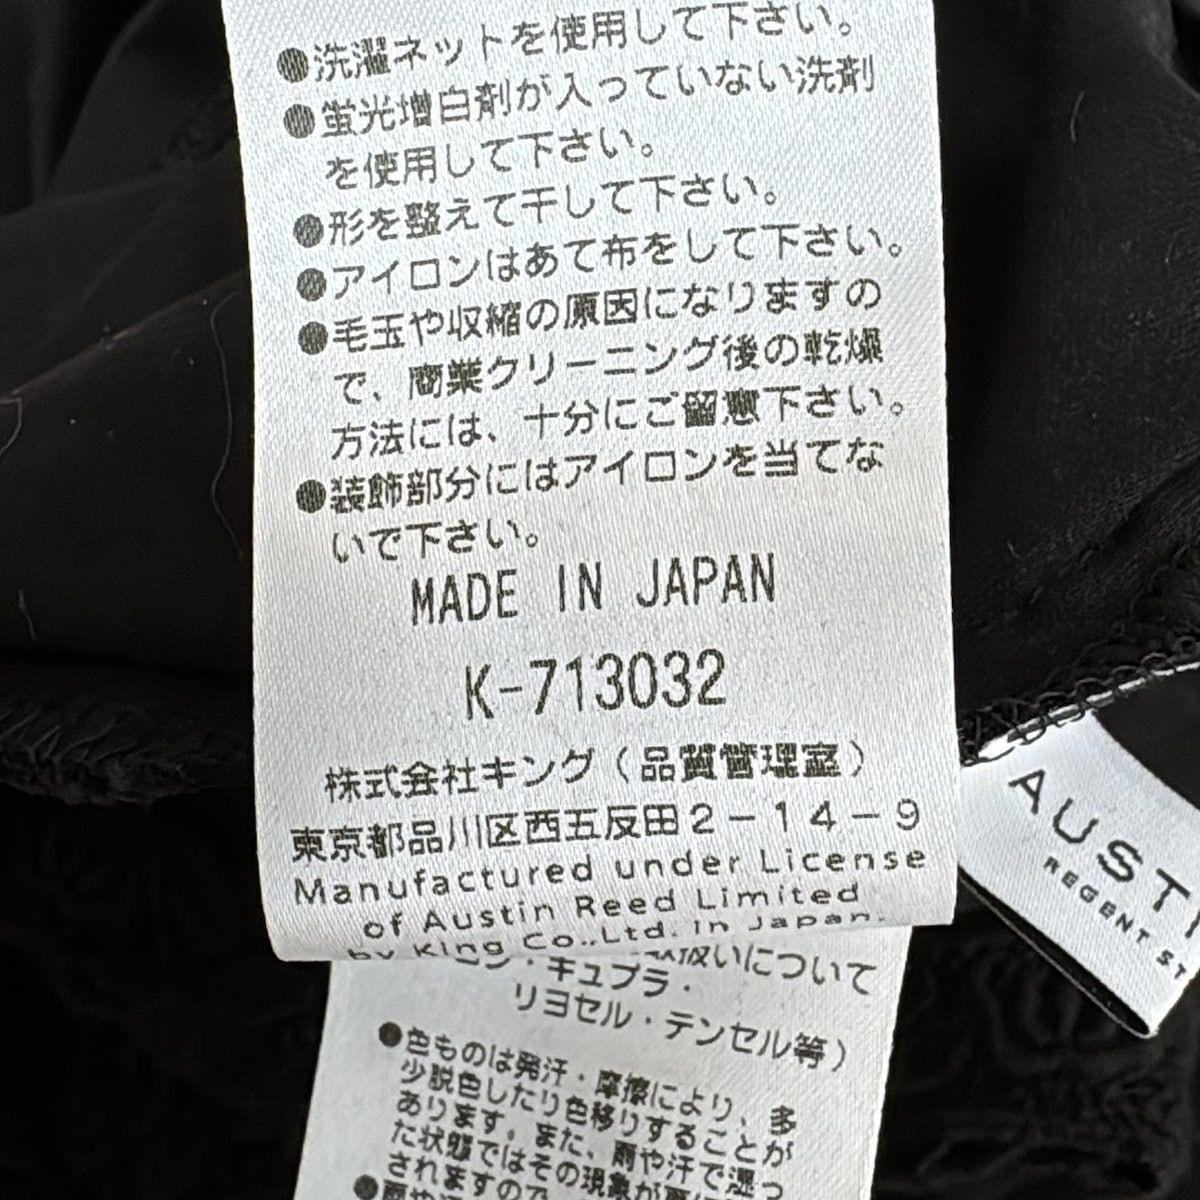 ●洗濯ネットを使用して下さい。
●蛍光増白剤が入っていない洗剤
を使用して下さい。
●形を整えて干して下さい。
●アイロンはあて布をして下さい。
●毛玉や収縮の原因になりますの
で、商業クリーニング後の乾燥
方法には、十分にご留意下さい。
●装飾部分にはアイロンを当てな
いで下さい。
MADE IN JAPAN
K-713032
株式会社キング(品質管理室)
東京都品川区西五反田2-14-9
Manufactured under License
of Austin Reed Limited
by King Co.,Ltd. in Japan.
扱いについて
・キュプラ・
リヨセル・テンセル等)
●色ものは発汗・摩擦により、多
少脱色したり色移りすることが
あります。また、雨や汗で湿っ
た状態ではその現象が
されますので
AUST
REGENT ST